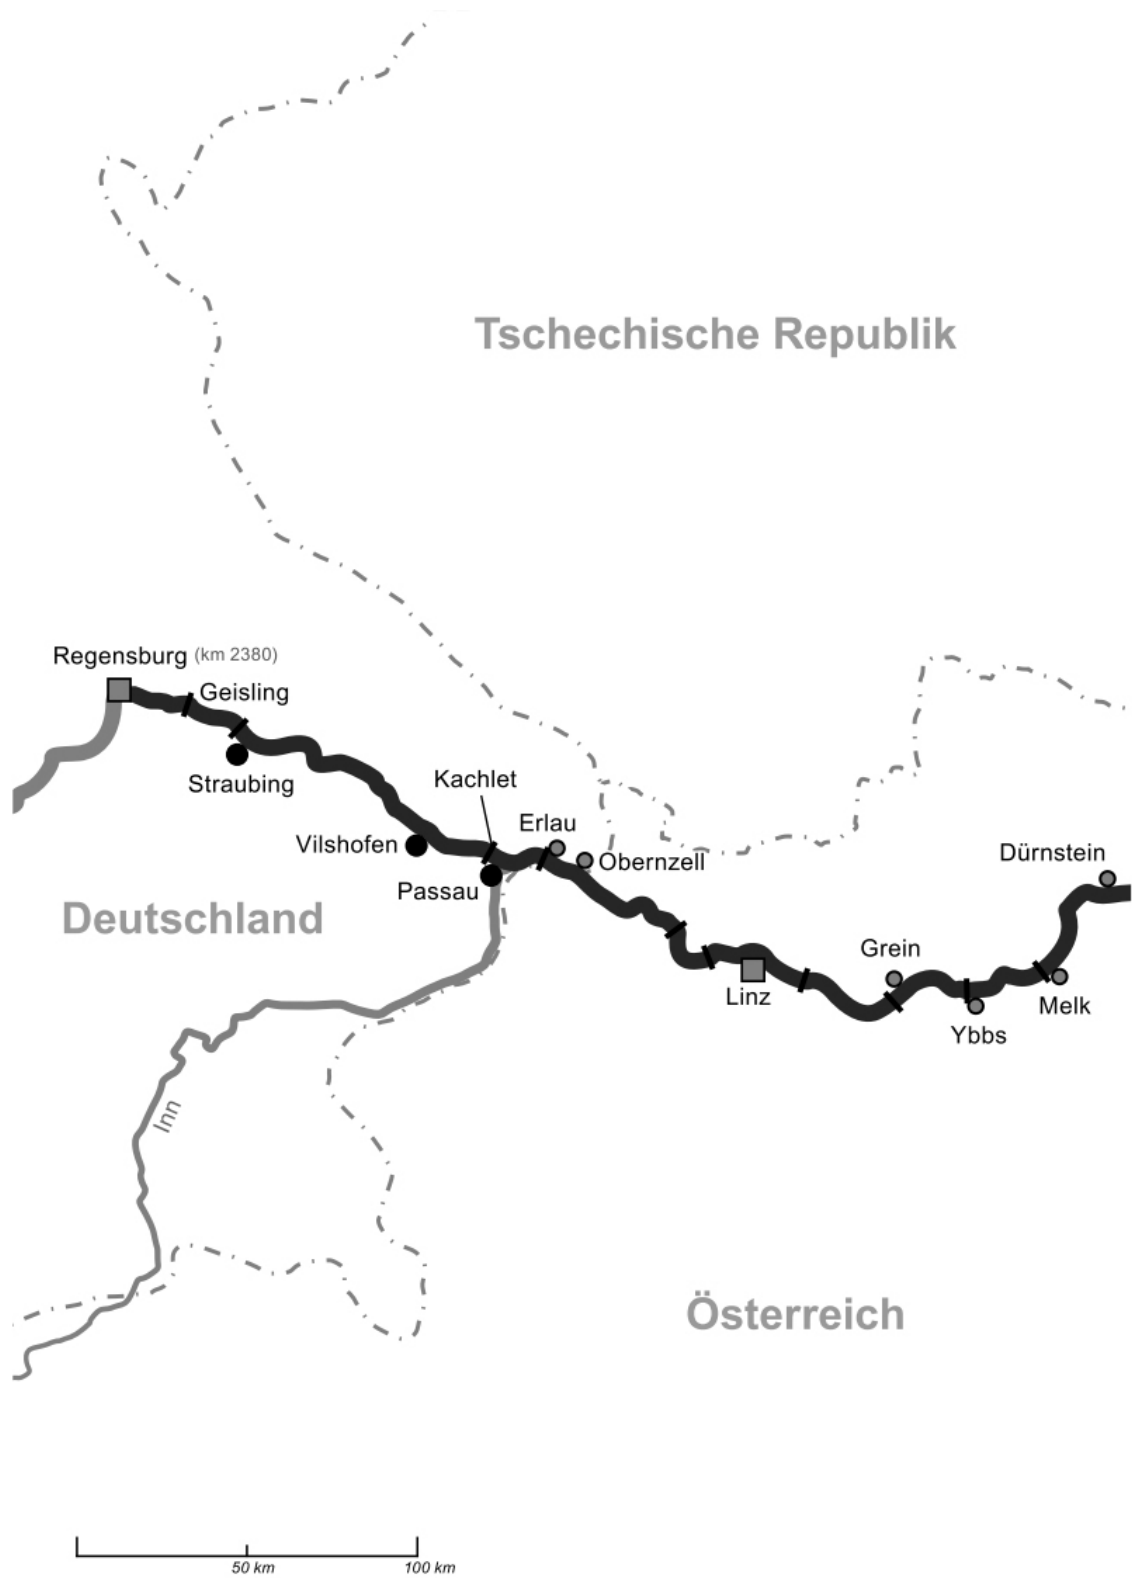 Tschechische Republik
Regensburg (km 2380)
Geisling
Straubing
Kachlet
Vilshofen
Erlau
Obernzell
Passau
Dürnstein
Deutschland
Grein
Linz
Melk
Ybbs
Inn
Österreich
50 km 100 km